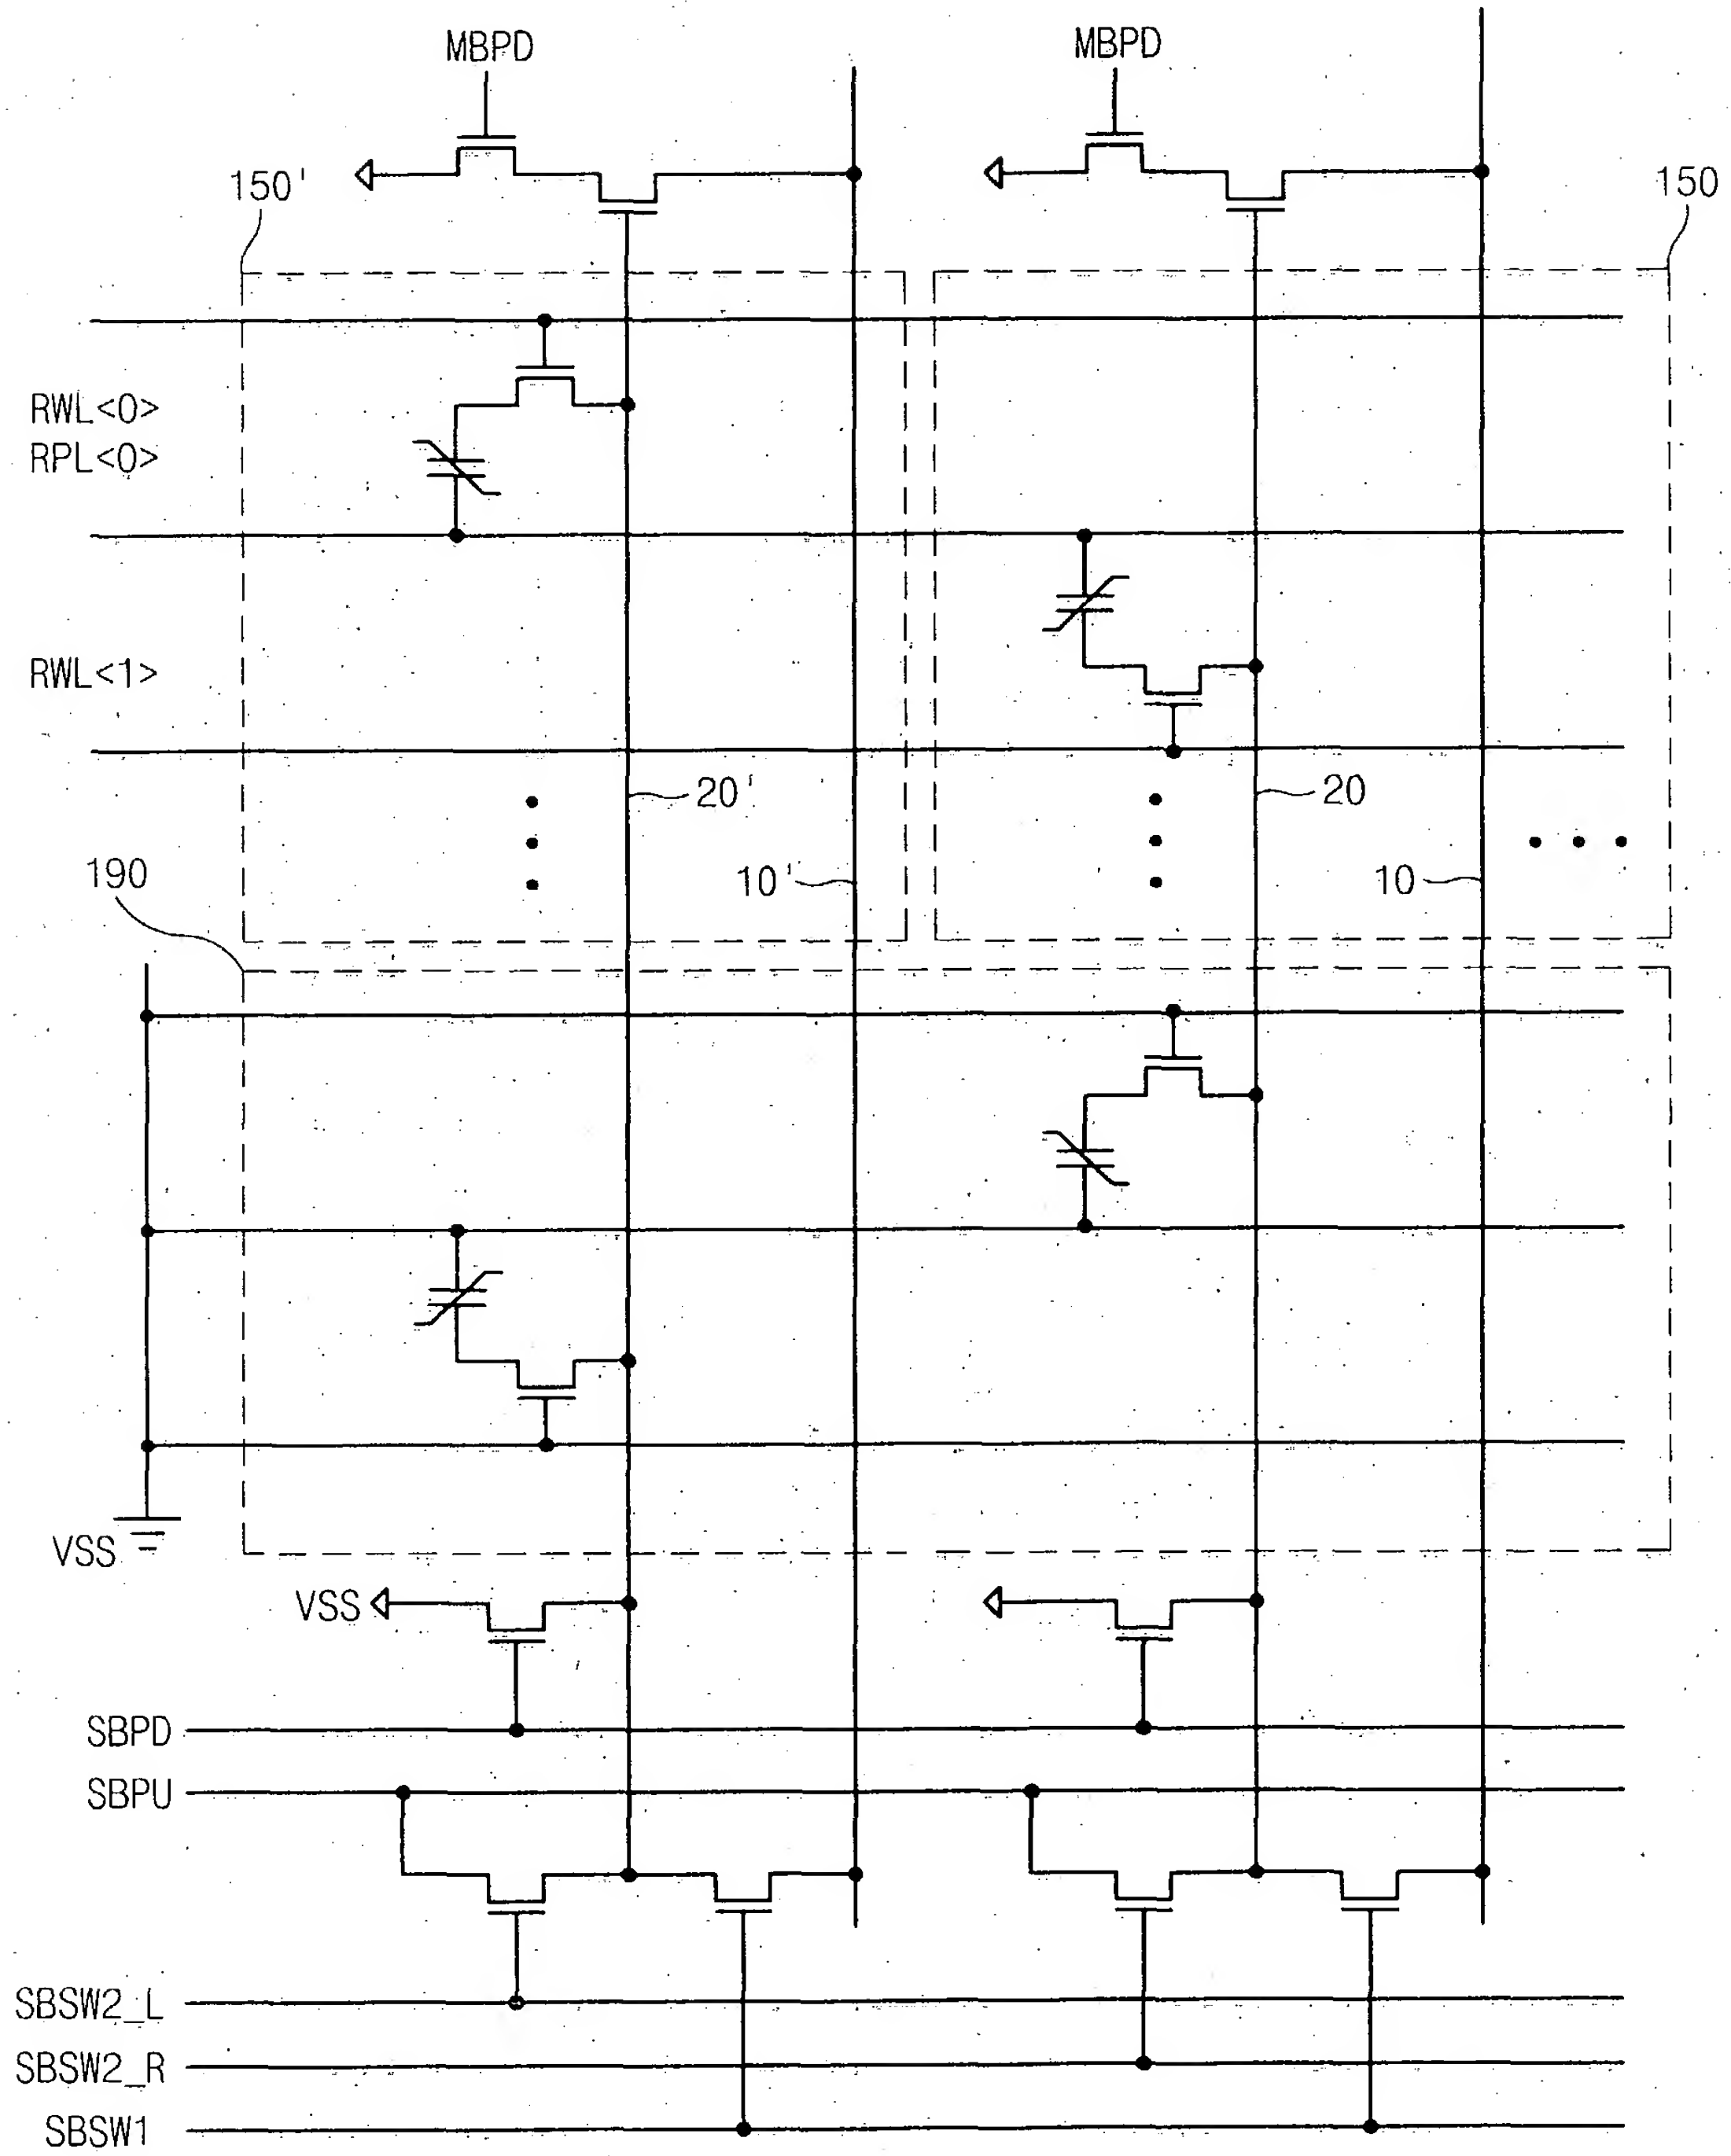 MBPD MBPD
150' 150
RWL<0>
RPL<0>
RWL<1>
20' 20
190 10' 10
VSS
VSS
SBPD
SBPU
SBSW2_L
SBSW2_R
SBSW1